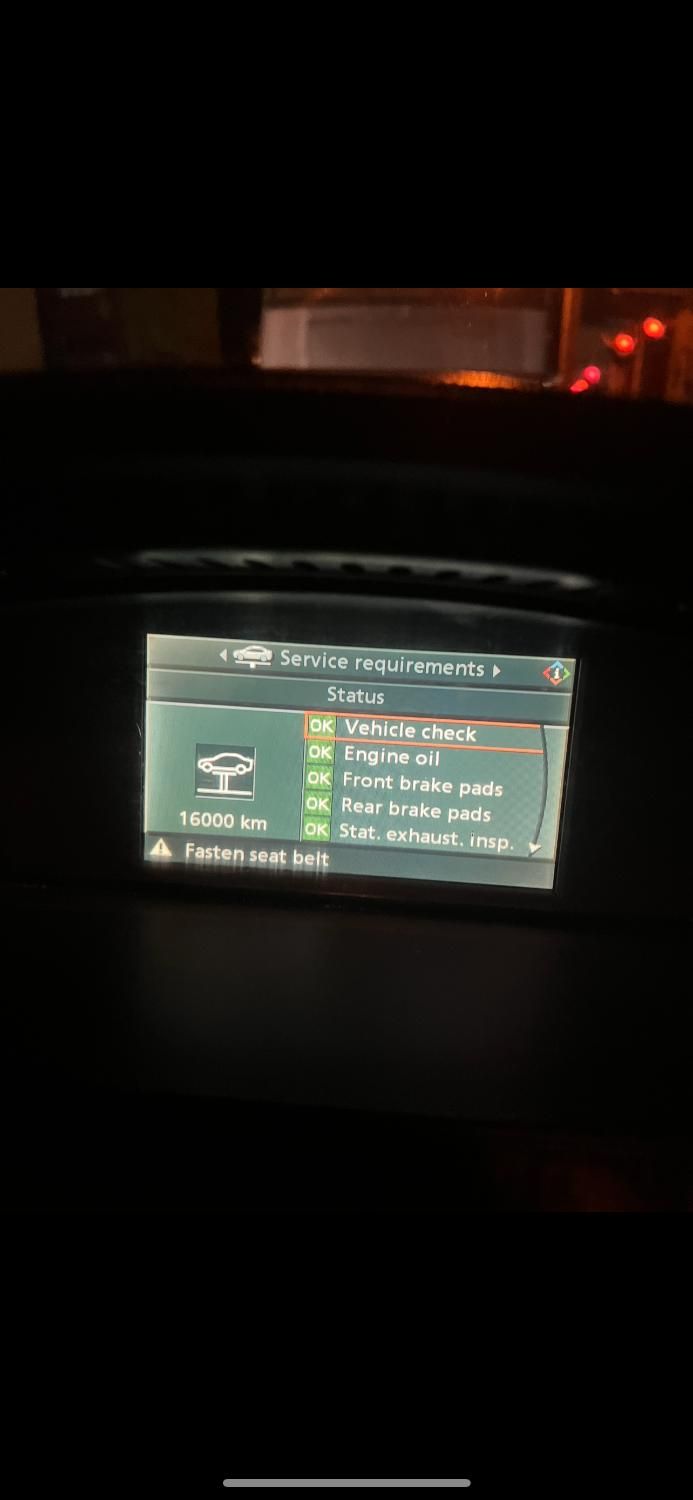 Service requirements
Status
OK Vehicle check
OK Engine oil
OK Front brake pads
OK Rear brake pads
OK Stat. exhaust. insp.
16000 km
Fasten seat belt